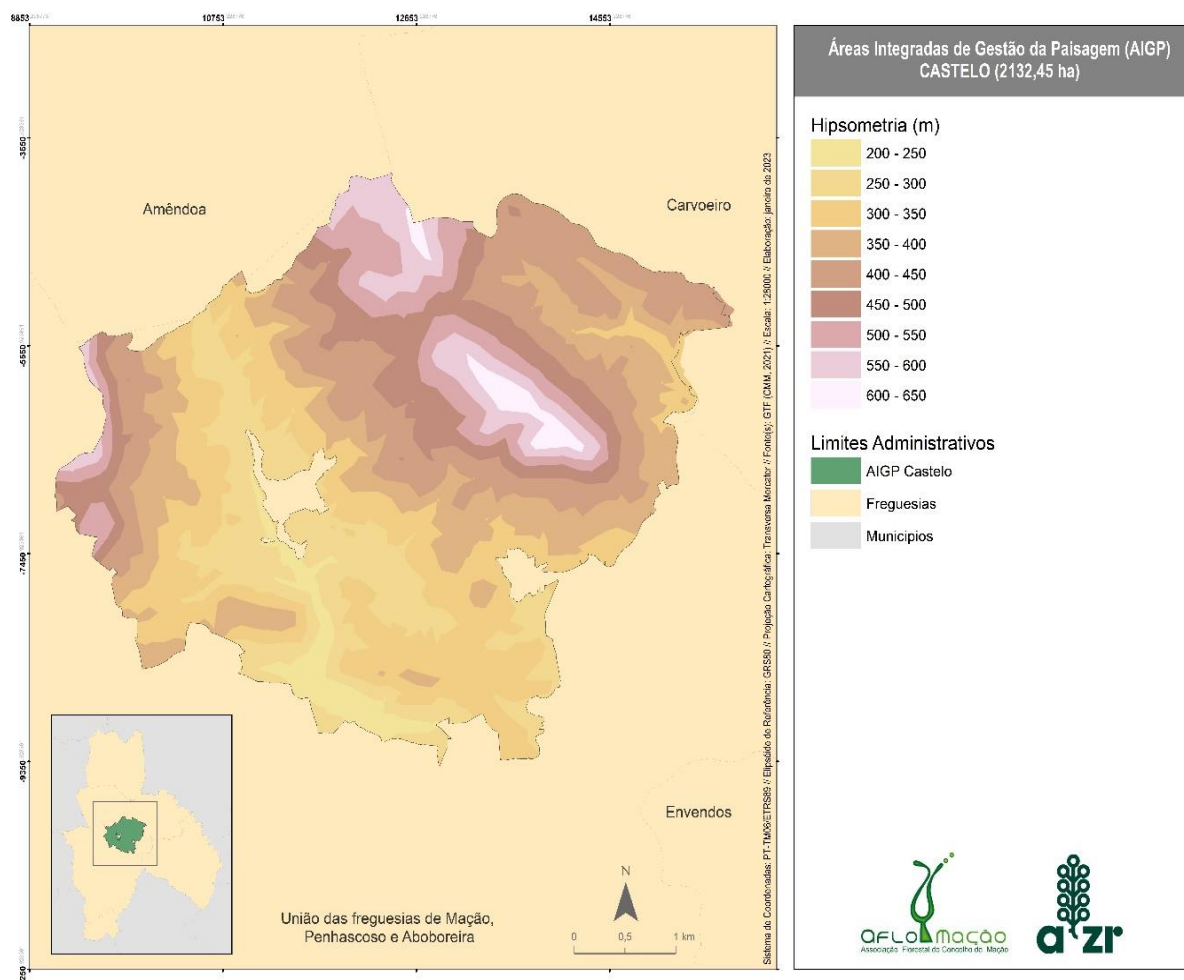 8853
10753
12653
14553
-3650
-5550
-7450
-9350
250
Amêndoa
Carvoeiro
Envendos
União das freguesias de Mação,
Penhascoso e Aboboreira
N
0 0,5 1 km
Sistema de Coordenadas: PT-TM06/ETRS89 // Elipsóide de Referência: GRS80 // Projeção Cartográfica: Transversa Mercator // Fonte(s): GTF (CMM, 2021) // Escala: 1:28000 // Elaboração: janeiro de 2023
Áreas Integradas de Gestão da Paisagem (AIGP)
CASTELO (2132,45 ha)
Hipsometria (m)
200 - 250
250 - 300
300 - 350
350 - 400
400 - 450
450 - 500
500 - 550
550 - 600
600 - 650
Limites Administrativos
AIGP Castelo
Freguesias
Municipios
aflomação
Associação Florestal do Concelho de Mação
aizr